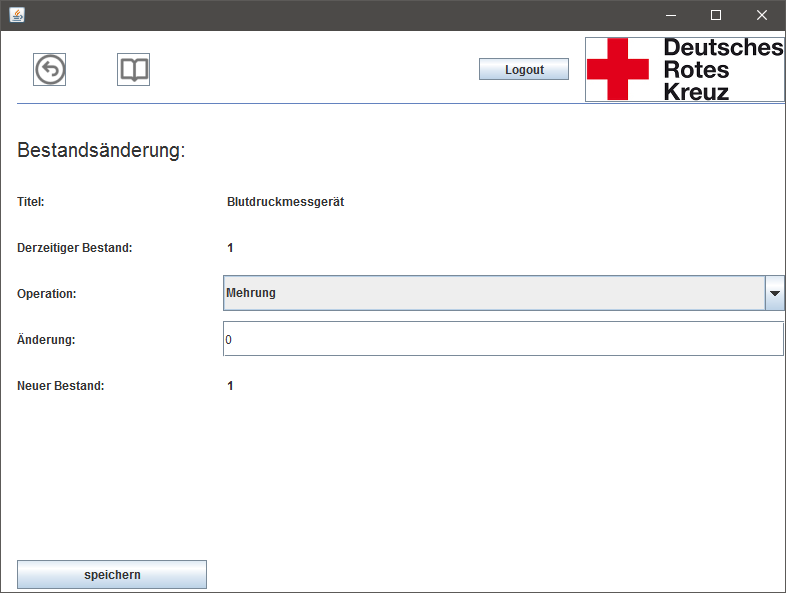 Logout
Deutsches
Rotes
Kreuz
Bestandsänderung:
Titel: Blutdruckmessgerät
Derzeitiger Bestand: 1
Operation: Mehrung
Änderung: 0
Neuer Bestand: 1
speichern